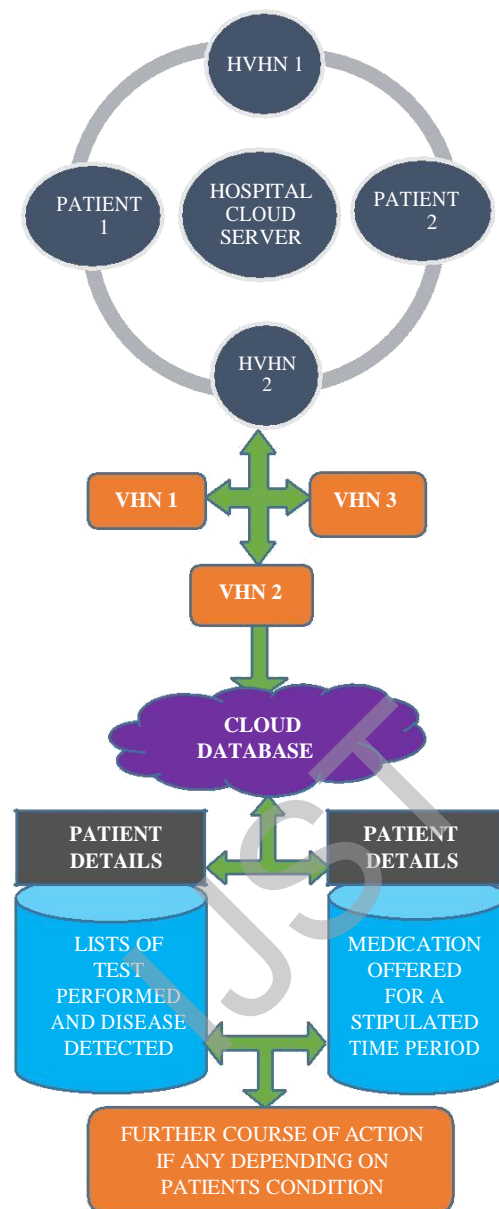 HVHN 1
PATIENT
1
HOSPITAL
CLOUD
SERVER
PATIENT
2
HVHN
2
VHN 1
VHN 3
VHN 2
CLOUD
DATABASE
PATIENT
DETAILS
PATIENT
DETAILS
LISTS OF
TEST
PERFORMED
AND DISEASE
DETECTED
MEDICATION
OFFERED
FOR A
STIPULATED
TIME PERIOD
FURTHER COURSE OF ACTION
IF ANY DEPENDING ON
PATIENTS CONDITION
IJST